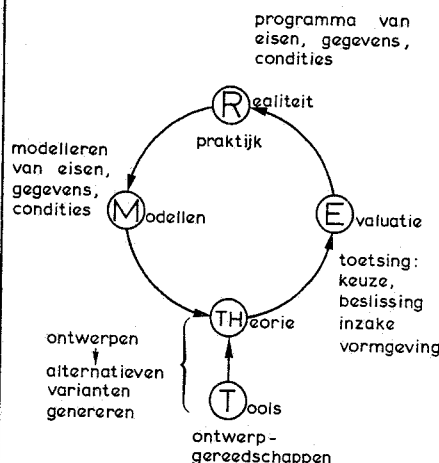 programma van
eisen, gegevens,
condities
Realiteit
praktijk
modelleren
van eisen,
gegevens,
condities
Modellen
Evaluatie
toetsing:
keuze,
beslissing
inzake
vormgeving
THeorie
ontwerpen
alternatieven
varianten
genereren
Tools
ontwerp-
gereedschappen